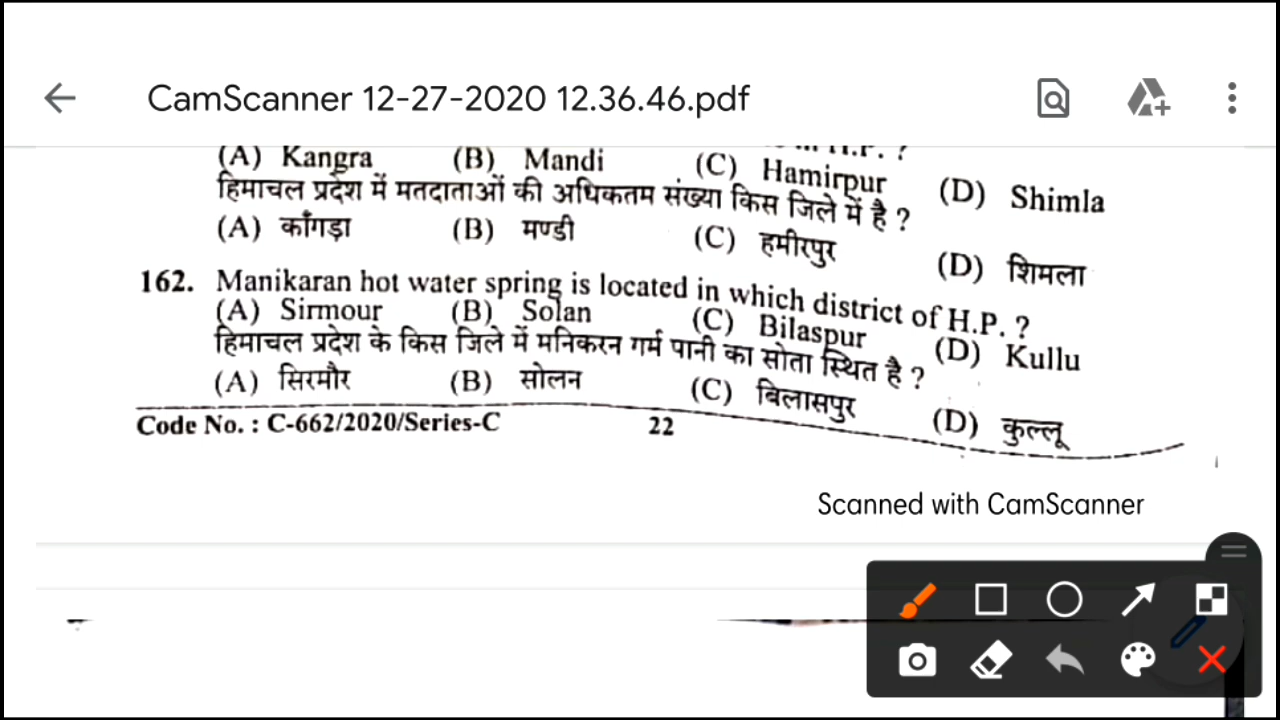 CamScanner 12-27-2020 12.36.46.pdf
H.P. ?
(A) Kangra (B) Mandi (C) Hamirpur (D) Shimla
हिमाचल प्रदेश में मतदाताओं की अधिकतम संख्या किस जिले में है ?
(A) काँगड़ा (B) मण्डी (C) हमीरपुर (D) शिमला
162. Manikaran hot water spring is located in which district of H.P. ?
(A) Sirmour (B) Solan (C) Bilaspur (D) Kullu
हिमाचल प्रदेश के किस जिले में मनिकरन गर्म पानी का सोता स्थित है ?
(A) सिरमौर (B) सोलन (C) बिलासपुर (D) कुल्लू
Code No. : C-662/2020/Series-C 22
Scanned with CamScanner